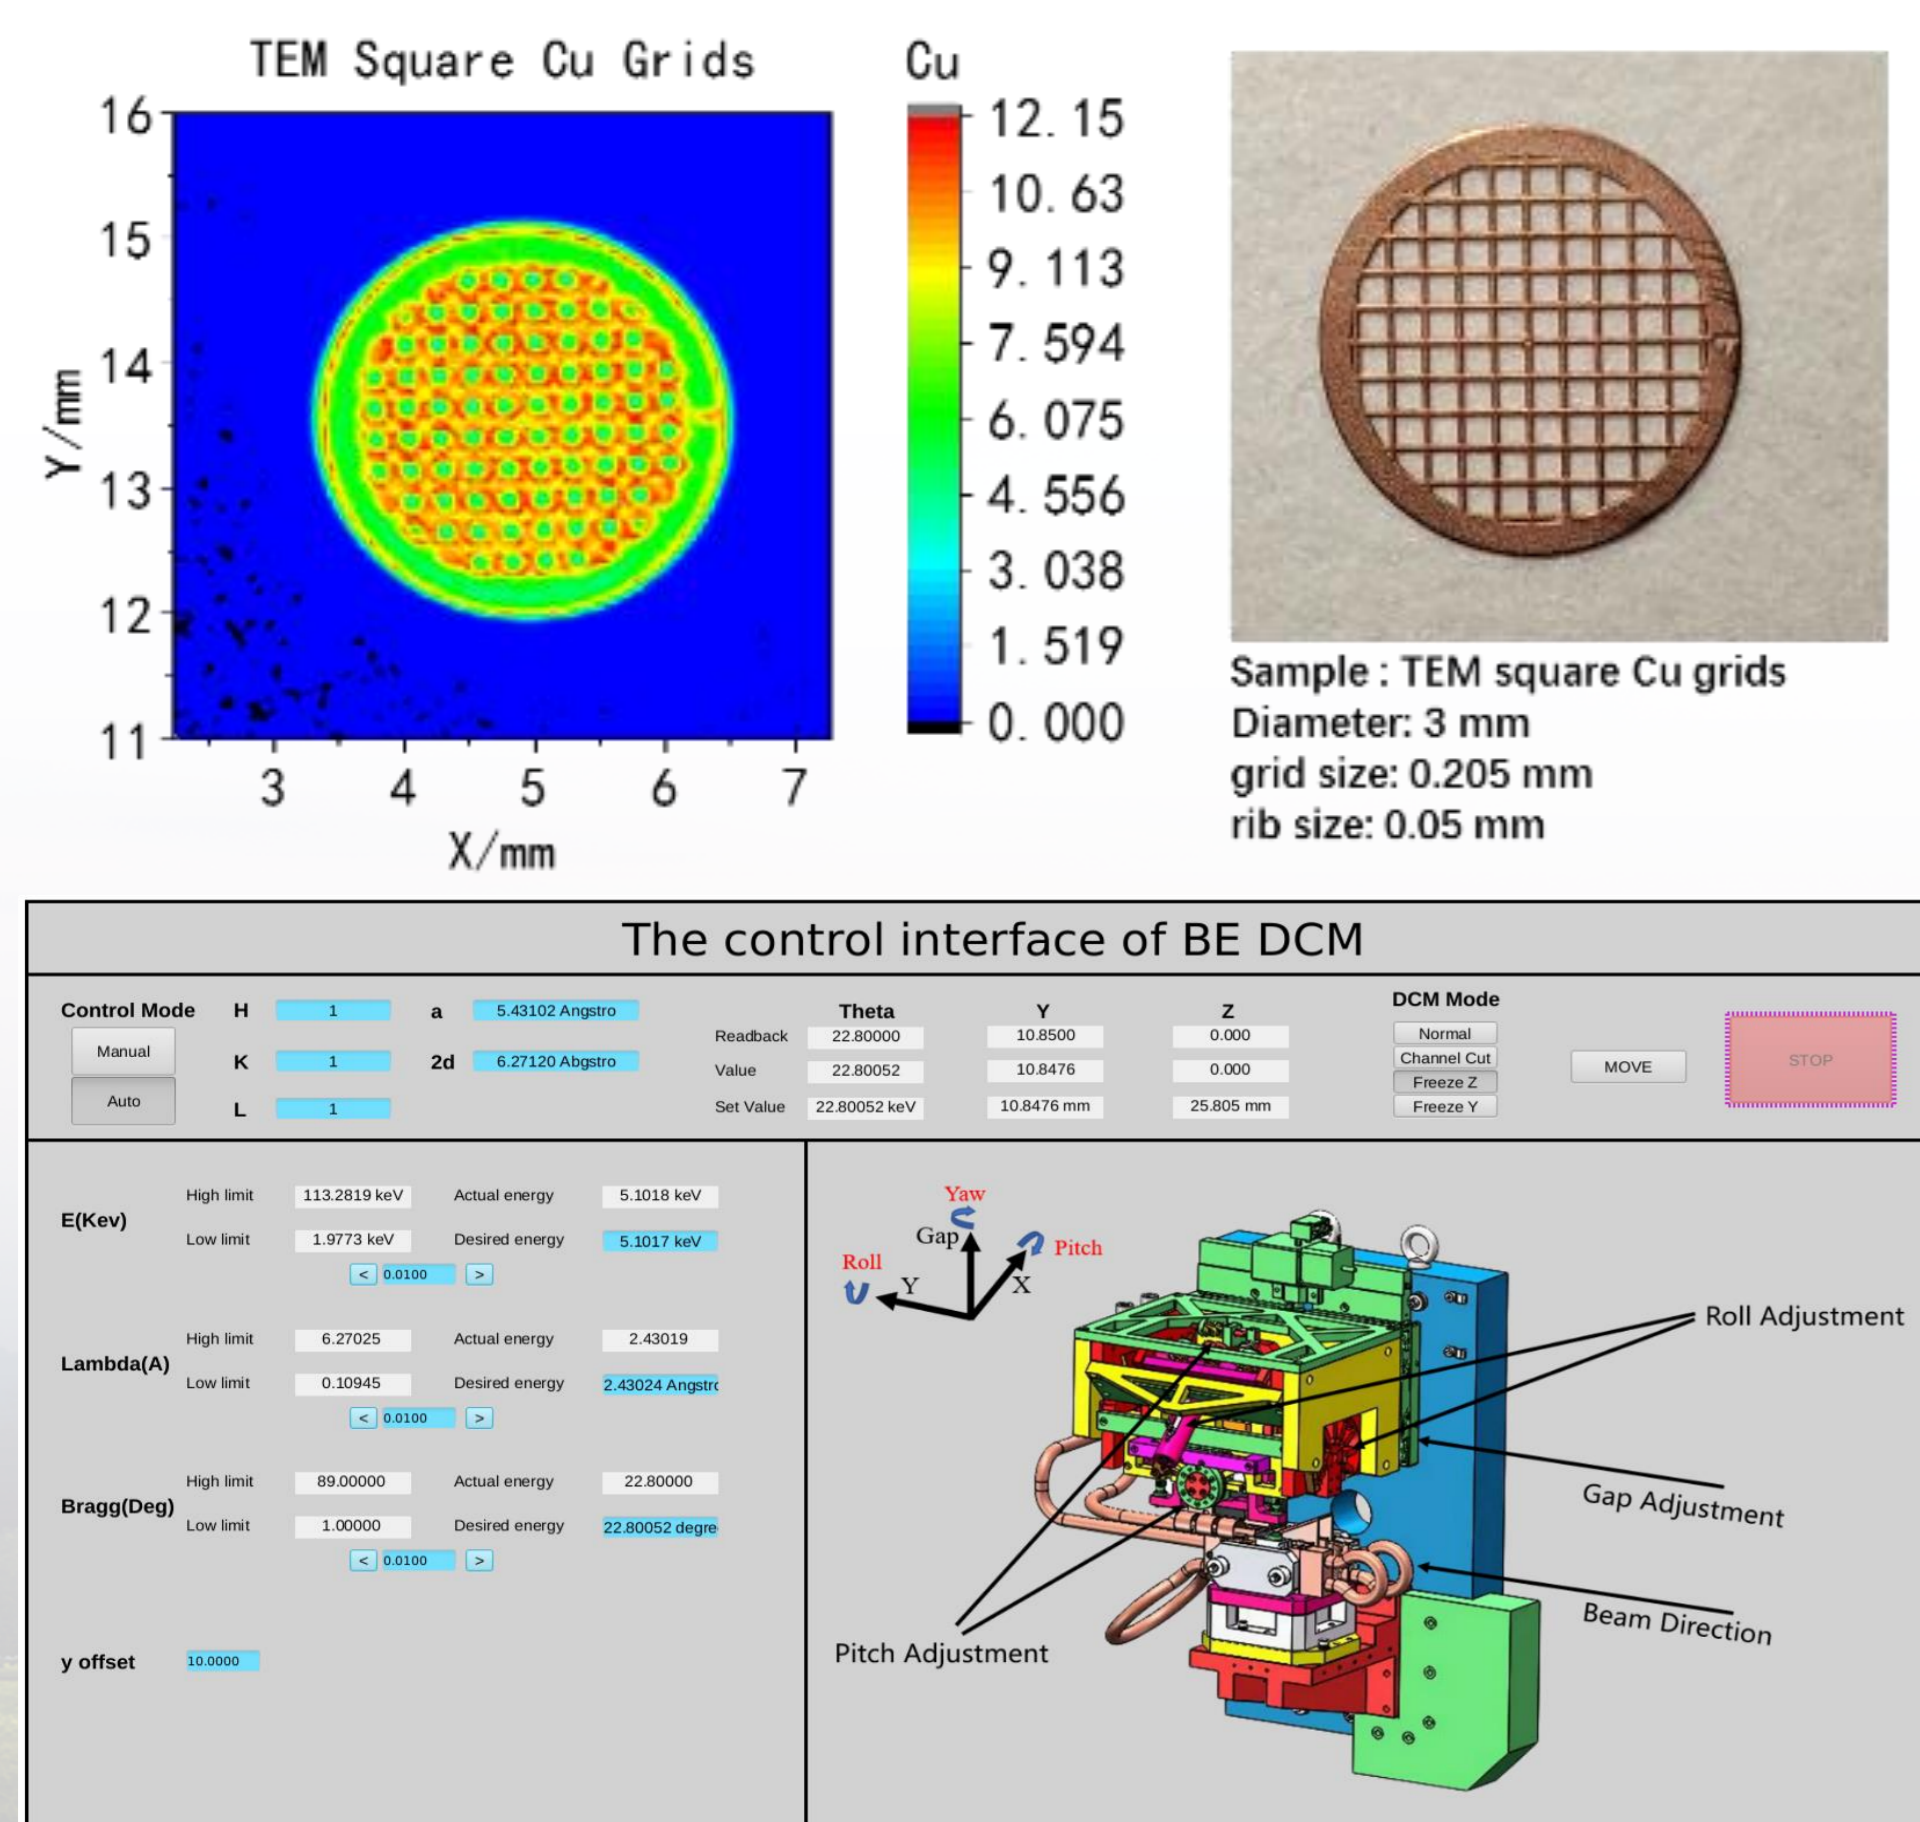 TEM Square Cu Grids
Cu
16
15
14
13
12
11
Y/mm
3 4 5 6 7
X/mm
12.15
10.63
9.113
7.594
6.075
4.556
3.038
1.519
0.000
Sample : TEM square Cu grids
Diameter: 3 mm
grid size: 0.205 mm
rib size: 0.05 mm
The control interface of BE DCM
Control Mode
Manual
Auto
H 1
K 1
L 1
a 5.43102 Angstro
2d 6.27120 Abgstro
Theta Y Z
Readback 22.80000 10.8500 0.000
Value 22.80052 10.8476 0.000
Set Value 22.80052 keV 10.8476 mm 25.805 mm
DCM Mode
Normal
Channel Cut
Freeze Z
Freeze Y
MOVE
STOP
E(Kev)
High limit 113.2819 keV Actual energy 5.1018 keV
Low limit 1.9773 keV Desired energy 5.1017 keV
< 0.0100 >
Lambda(A)
High limit 6.27025 Actual energy 2.43019
Low limit 0.10945 Desired energy 2.43024 Angstro
< 0.0100 >
Bragg(Deg)
High limit 89.00000 Actual energy 22.80000
Low limit 1.00000 Desired energy 22.80052 degre
< 0.0100 >
y offset 10.0000
Yaw
Gap
Pitch
Roll
Y
X
Roll Adjustment
Gap Adjustment
Beam Direction
Pitch Adjustment